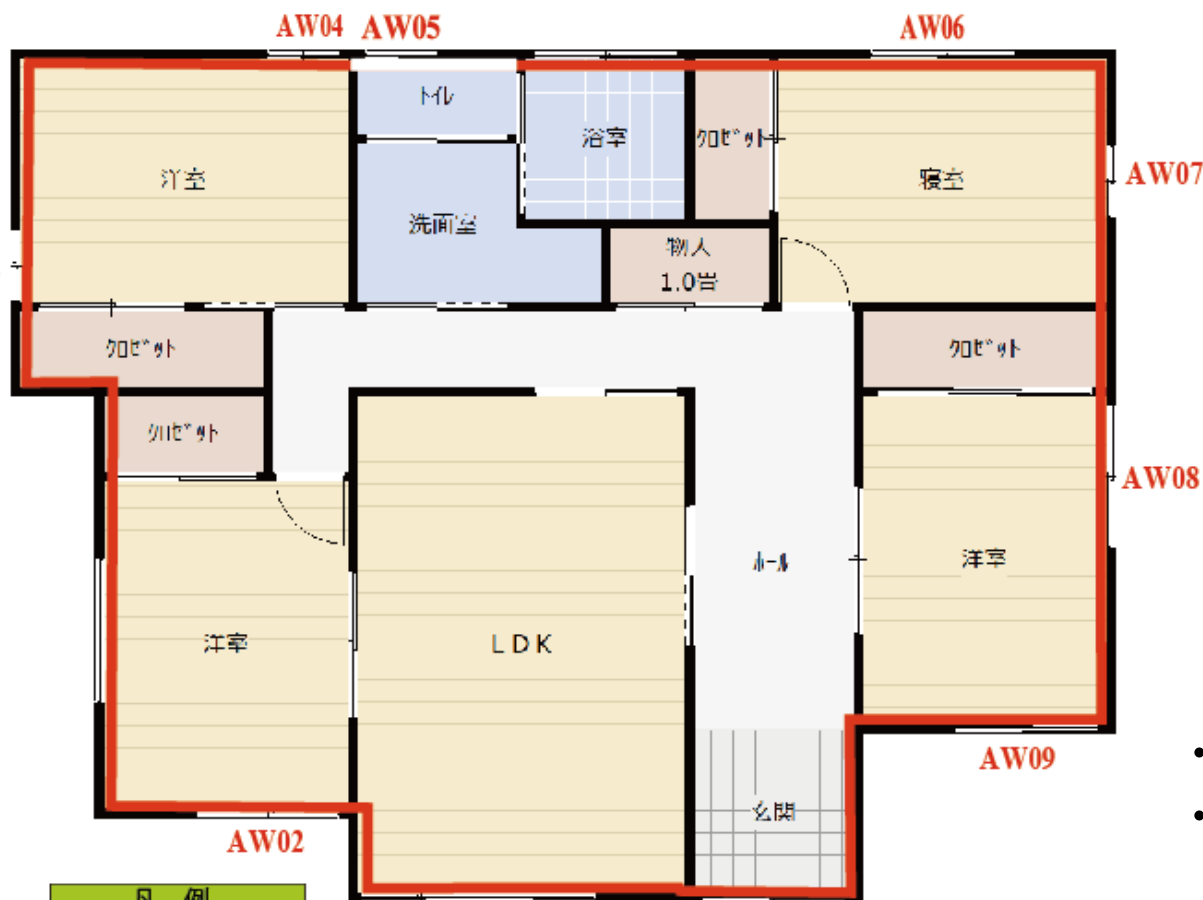 AW04 AW05 AW06
トイレ
浴室
クロゼット
洋室
寝室
AW07
洗面室
物入
1.0畳
クロゼット
クロゼット
クロゼット
AW08
ホール
洋室
洋室
LDK
AW09
玄関
AW02
凡 例